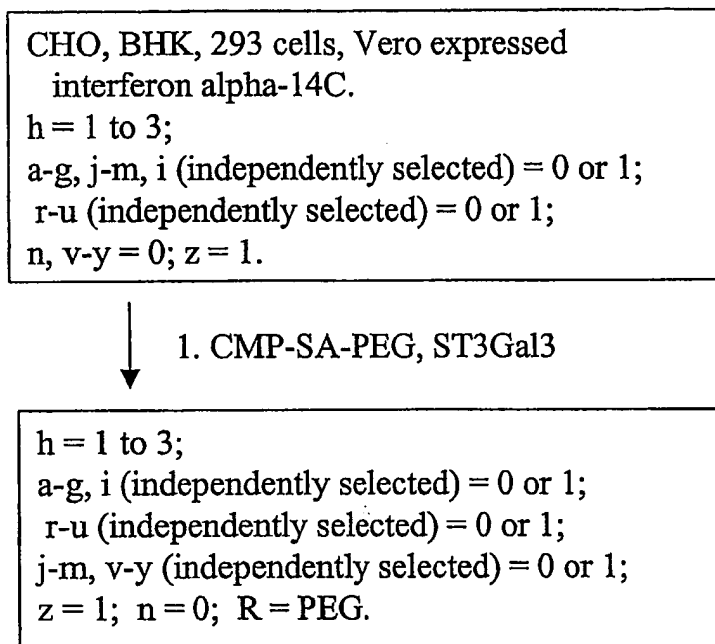 CHO, BHK, 293 cells, Vero expressed
interferon alpha-14C.
h = 1 to 3;
a-g, j-m, i (independently selected) = 0 or 1;
r-u (independently selected) = 0 or 1;
n, v-y = 0; z = 1.
1. CMP-SA-PEG, ST3Gal3
h = 1 to 3;
a-g, i (independently selected) = 0 or 1;
r-u (independently selected) = 0 or 1;
j-m, v-y (independently selected) = 0 or 1;
z = 1; n = 0; R = PEG.